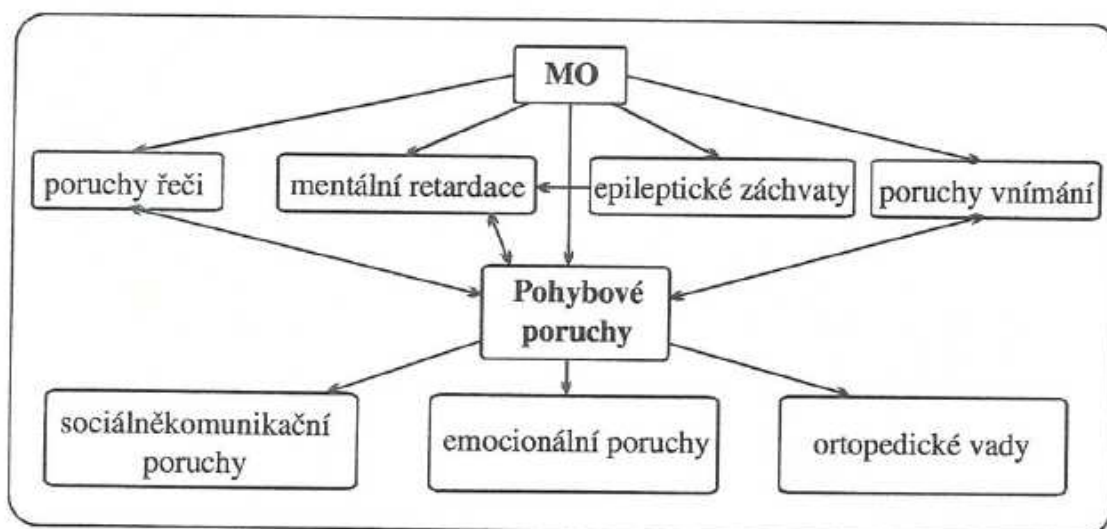 MO
poruchy řeči
mentální retardace
epileptické záchvaty
poruchy vnímání
Pohybové
poruchy
sociálněkomunikační
poruchy
emocionální poruchy
ortopedické vady